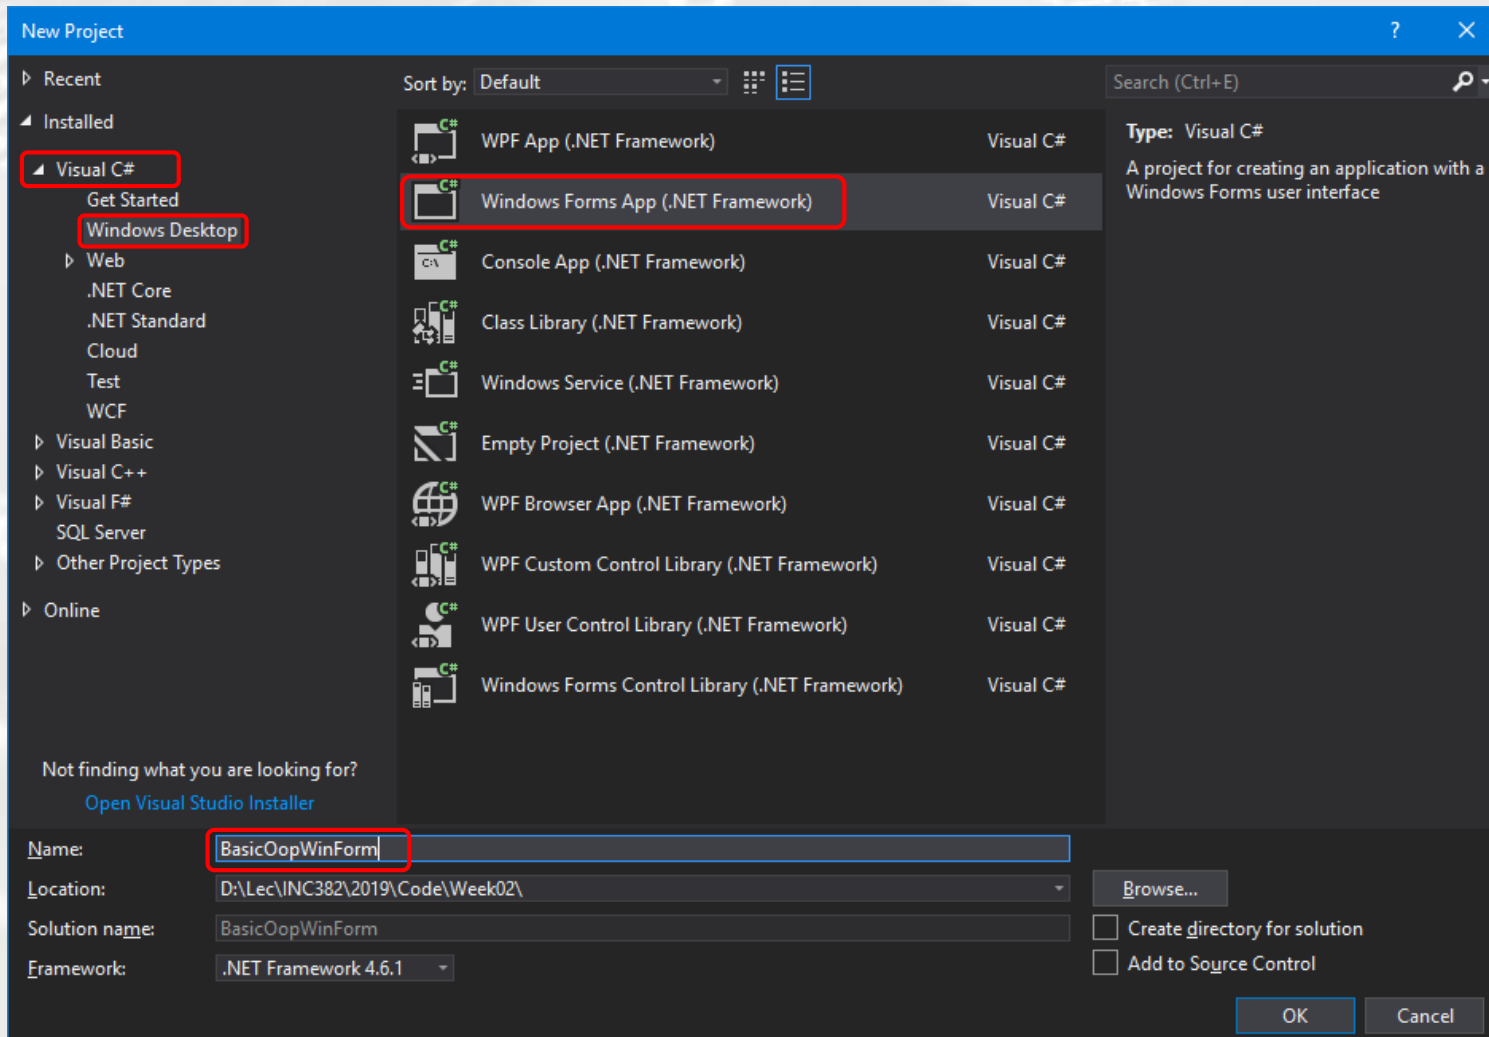 New Project
?
Recent
Installed
Visual C#
Get Started
Windows Desktop
Web
.NET Core
.NET Standard
Cloud
Test
WCF
Visual Basic
Visual C++
Visual F#
SQL Server
Other Project Types
Online
Not finding what you are looking for?
Open Visual Studio Installer
Sort by: Default
WPF App (.NET Framework) Visual C#
Windows Forms App (.NET Framework) Visual C#
Console App (.NET Framework) Visual C#
Class Library (.NET Framework) Visual C#
Windows Service (.NET Framework) Visual C#
Empty Project (.NET Framework) Visual C#
WPF Browser App (.NET Framework) Visual C#
WPF Custom Control Library (.NET Framework) Visual C#
WPF User Control Library (.NET Framework) Visual C#
Windows Forms Control Library (.NET Framework) Visual C#
Search (Ctrl+E)
Type: Visual C#
A project for creating an application with a
Windows Forms user interface
Name: BasicOopWinForm
Location: D:\Lec\INC382\2019\Code\Week02\
Browse...
Solution name: BasicOopWinForm
Create directory for solution
Framework: .NET Framework 4.6.1
Add to Source Control
OK Cancel